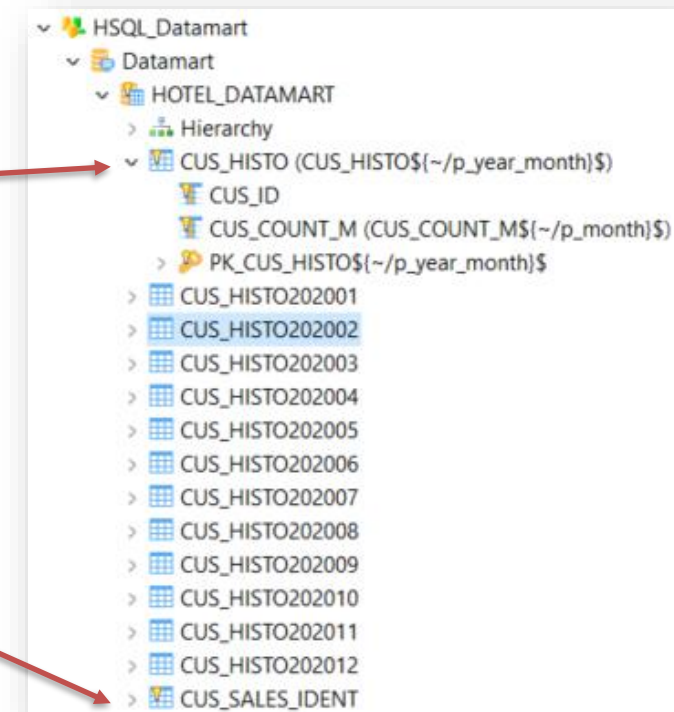 HSQL_Datamart
Datamart
HOTEL_DATAMART
Hierarchy
CUS_HISTO (CUS_HISTO${~/p_year_month}$)
CUS_ID
CUS_COUNT_M (CUS_COUNT_M${~/p_month}$)
PK_CUS_HISTO${~/p_year_month}$
CUS_HISTO202001
CUS_HISTO202002
CUS_HISTO202003
CUS_HISTO202004
CUS_HISTO202005
CUS_HISTO202006
CUS_HISTO202007
CUS_HISTO202008
CUS_HISTO202009
CUS_HISTO202010
CUS_HISTO202011
CUS_HISTO202012
CUS_SALES_IDENT